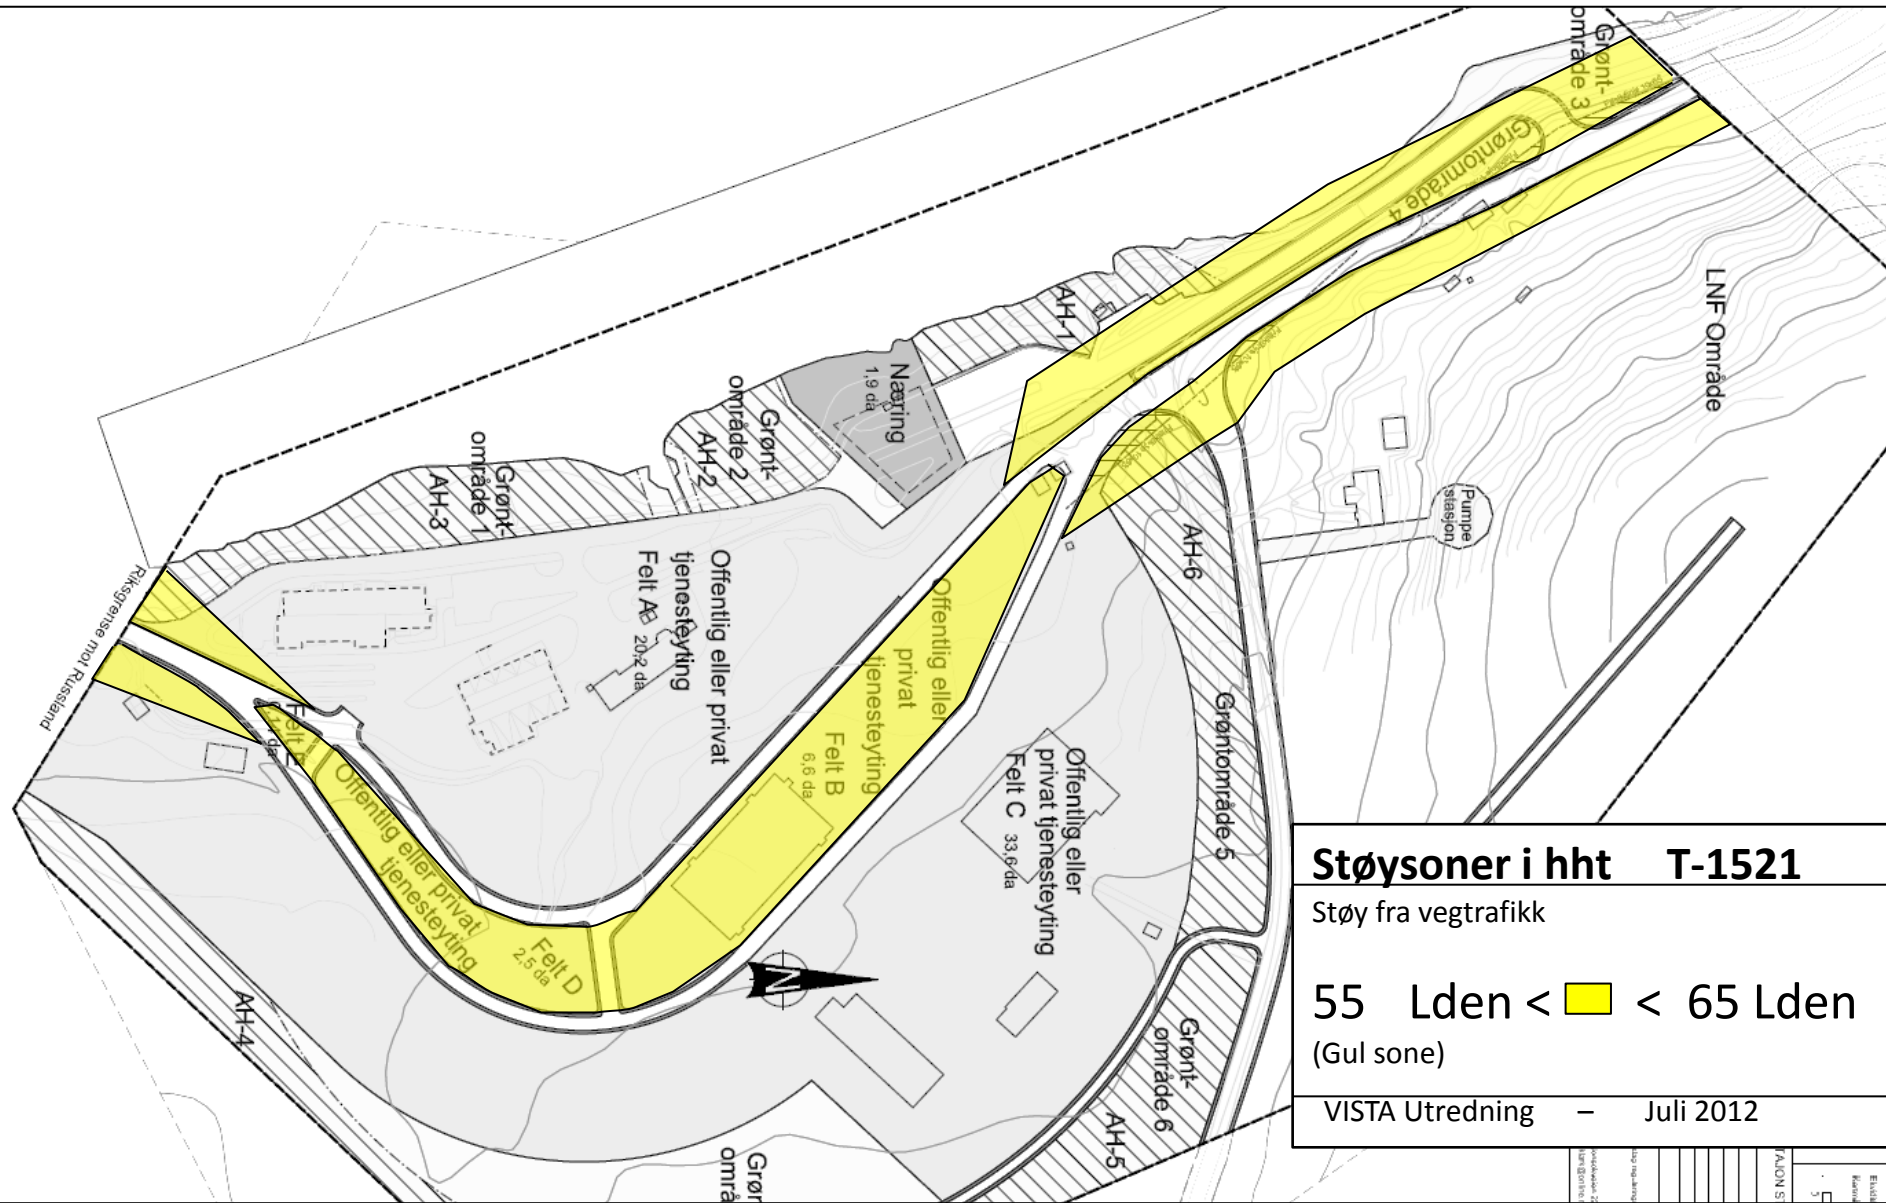 Grønt-
område 3
Grøntområde 4
LNF Område
AH-1
Næring
1,9 da
Grønt-
område 2
AH-2
Grønt-
område 1
AH-3
Pumpe
stasjon
AH-6
Offentlig eller privat
tjenesteyting
Felt A 20,2 da
Offentlig eller
privat
tjenesteyting
Felt B
6,6 da
Riksgrense mot Russland
Felt E
Offentlig eller privat
tjenesteyting
Felt D
2,5 da
Offentlig eller
privat tjenesteyting
Felt C 33,6 da
Grøntområde 5
N
AH-4
Grønt-
område 6
AH-5
Støysoner i hht T-1521
Støy fra vegtrafikk
55 Lden < < 65 Lden
(Gul sone)
VISTA Utredning – Juli 2012